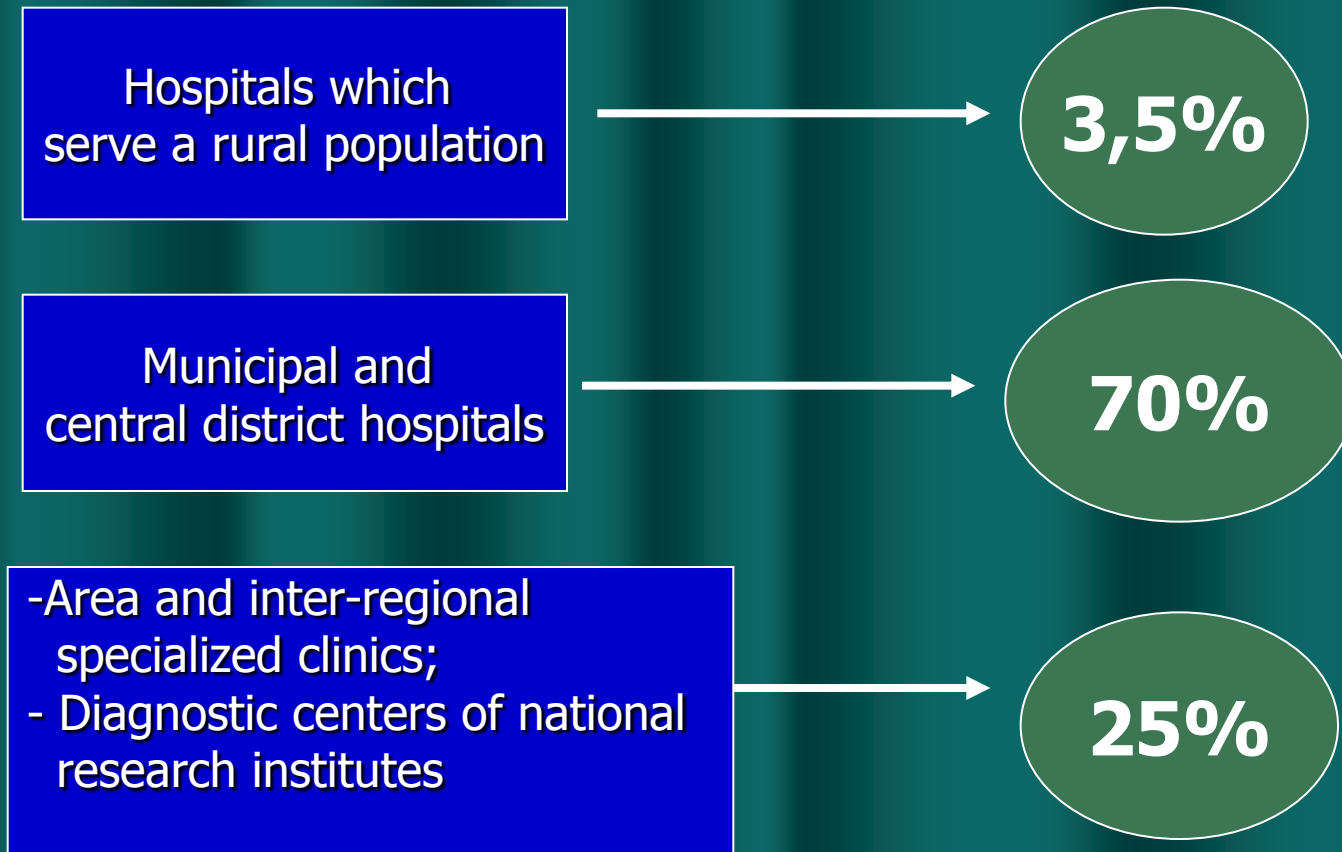 Hospitals which
serve a rural population
3,5%
Municipal and
central district hospitals
70%
-Area and inter-regional
specialized clinics;
- Diagnostic centers of national
research institutes
25%